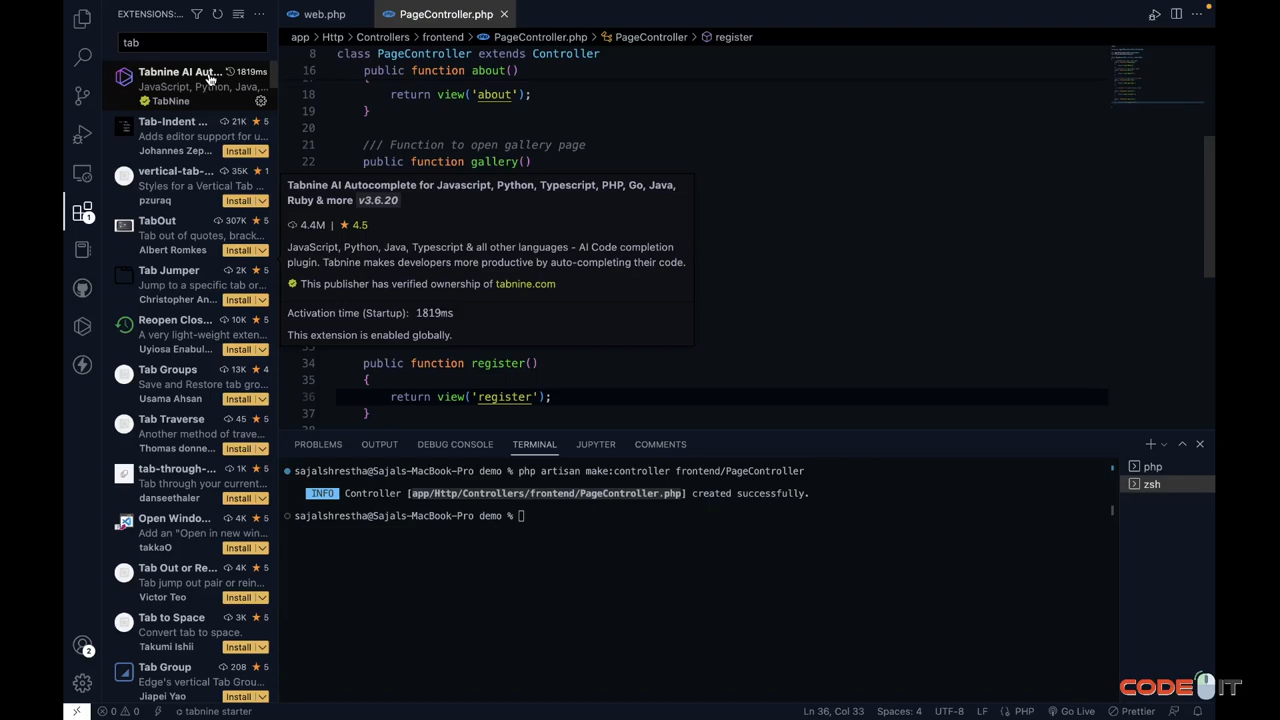 EXTENSIONS:...
web.php
PageController.php
tab
app > Http > Controllers > frontend > PageController.php > PageController > register
Tabnine AI Aut... 1819ms
JavaScript, Python, Java,...
TabNine
Tab-Indent ... 21K ★ 5
Adds editor support for u...
Johannes Zep... Install
vertical-tab-... 35K ★ 1
Styles for a Vertical Tab ...
pzuraq Install
TabOut 307K ★ 5
Tab out of quotes, brack...
Albert Romkes Install
Tab Jumper 2K ★ 5
Jump to a specific tab or...
Christopher An... Install
Reopen Clos... 10K ★ 5
A very light-weight exten...
Uyiosa Enabul... Install
Tab Groups 13K ★ 4
Save and Restore tab gro...
Usama Ahsan Install
Tab Traverse 45 ★ 5
Another method of trave...
Thomas donne... Install
tab-through-... 1K ★ 5
Tab through your current...
danseethaler Install
Open Windo... 4K ★ 5
Add an "Open in new win...
takkaO Install
Tab Out or Re... 4K ★ 5
Tab jump out pair or rein...
Victor Teo Install
Tab to Space 3K ★ 5
Convert tab to space.
Takumi Ishii Install
Tab Group 208 ★ 5
Edge's vertical Tab Grou...
Jiapei Yao Install
8 class PageController extends Controller
16 public function about()
18 return view('about');
19 }
20
21 /// Function to open gallery page
22 public function gallery()
Tabnine AI Autocomplete for Javascript, Python, Typescript, PHP, Go, Java,
Ruby & more v3.6.20
4.4M | ★ 4.5
JavaScript, Python, Java, Typescript & all other languages - AI Code completion
plugin. Tabnine makes developers more productive by auto-completing their code.
This publisher has verified ownership of tabnine.com
Activation time (Startup): 1819ms
This extension is enabled globally.
34 public function register()
35 {
36 return view('register');
37 }
PROBLEMS OUTPUT DEBUG CONSOLE TERMINAL JUPYTER COMMENTS
sajalshrestha@Sajals-MacBook-Pro demo % php artisan make:controller frontend/PageController
INFO Controller [app/Http/Controllers/frontend/PageController.php] created successfully.
sajalshrestha@Sajals-MacBook-Pro demo %
php
zsh
1
2
CODE IT
0 0 tabnine starter
Ln 36, Col 33 Spaces: 4 UTF-8 LF PHP Go Live Prettier